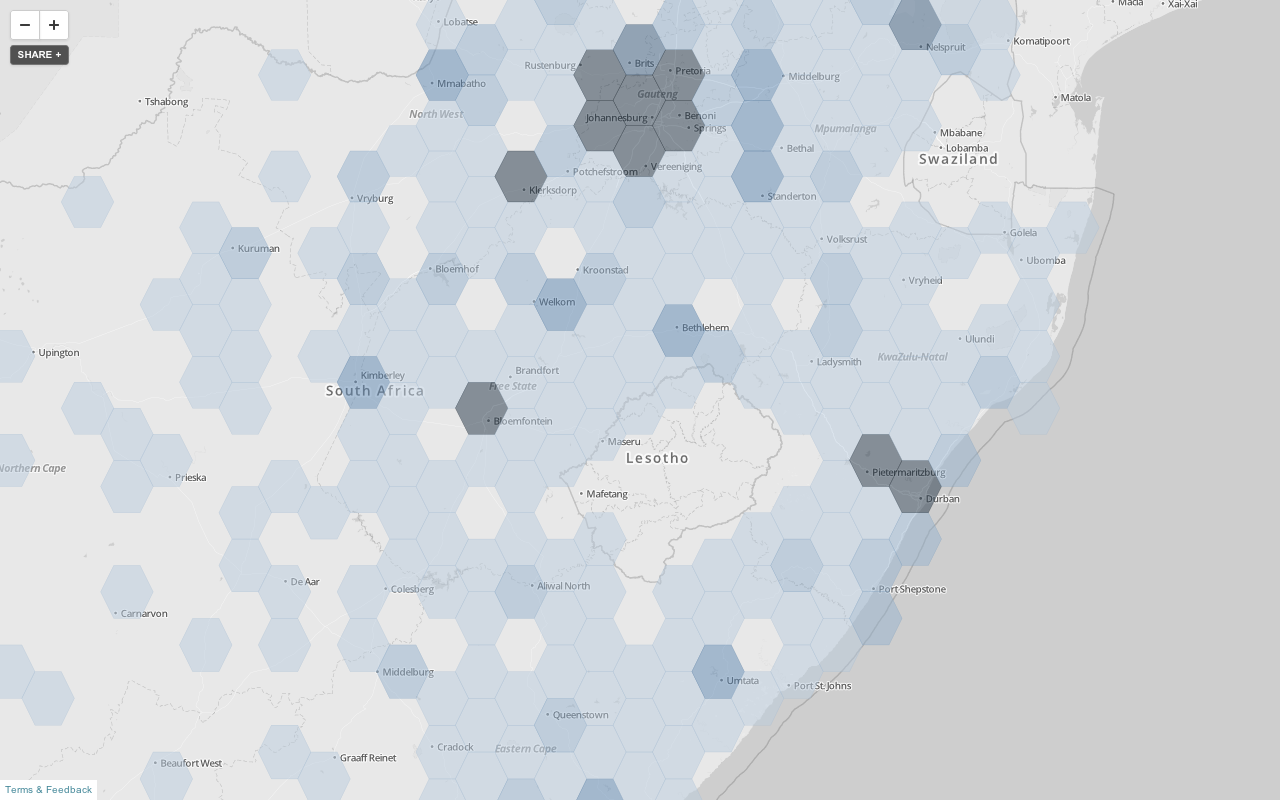 Macia
Xai-Xai
Lobatse
−
+
Komatipoort
Nelspruit
SHARE +
Rustenburg
Brits
Pretoria
Middelburg
Mmabatho
Gauteng
Tshabong
Matola
North West
Johannesburg
Benoni
Springs
Mpumalanga
Mbabane
Bethal
Lobamba
Swaziland
Potchefstroom
Vereeniging
Klerksdorp
Vryburg
Standerton
Golela
Volksrust
Kuruman
Ubomba
Bloemhof
Kroonstad
Vryheid
Welkom
Bethlehem
Ulundi
Upington
KwaZulu-Natal
Ladysmith
Brandfort
Kimberley
Free State
South Africa
Bloemfontein
Maseru
Lesotho
Northern Cape
Pietermaritzburg
Prieska
Mafetang
Durban
De Aar
Aliwal North
Colesberg
Port Shepstone
Carnarvon
Middelburg
Umtata
Port St. Johns
Queenstown
Cradock
Eastern Cape
Graaff Reinet
Beaufort West
Terms & Feedback